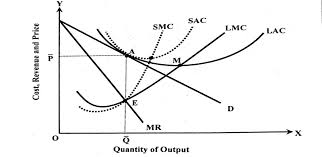 Y
SMC
SAC
LMC
LAC
Cost, Revenue and Price
P̅
A
M
E
D
MR
O
Q̅
X
Quantity of Output